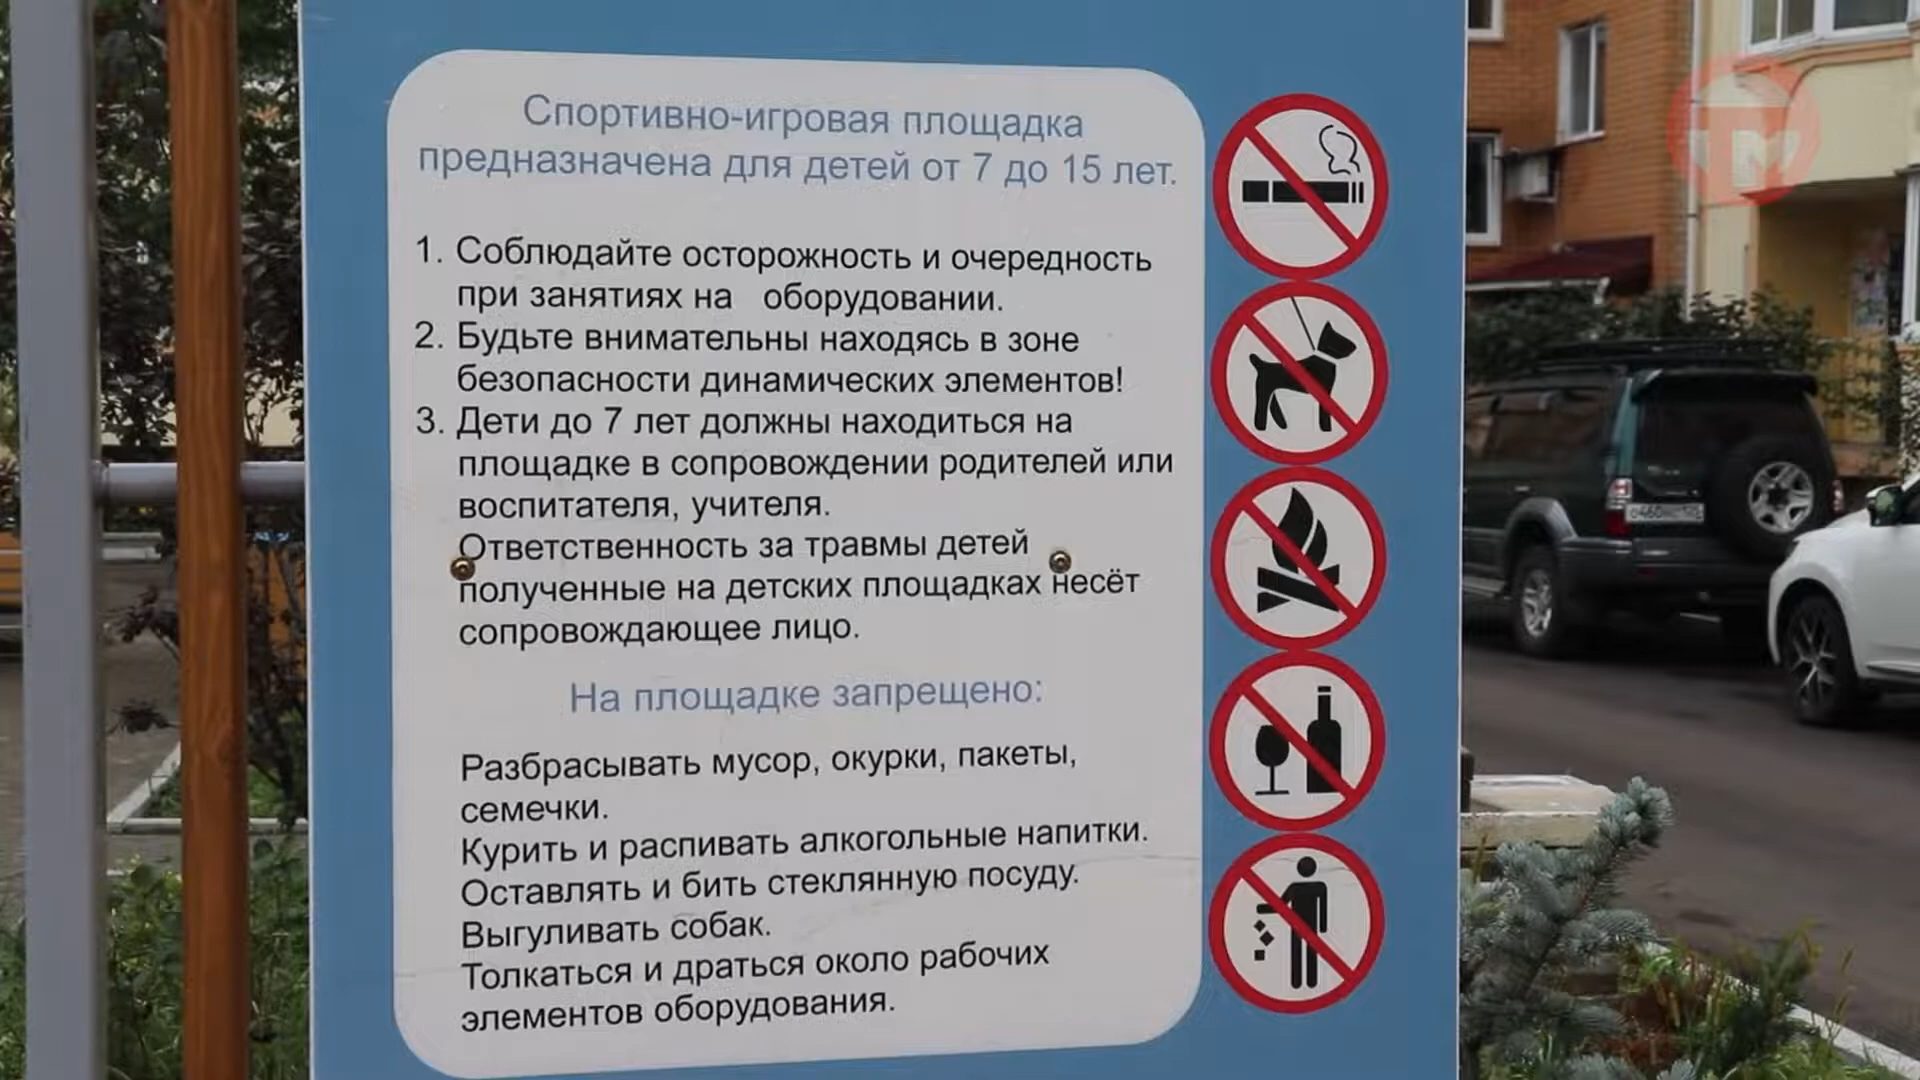 Спортивно-игровая площадка
предназначена для детей от 7 до 15 лет.
1. Соблюдайте осторожность и очередность
при занятиях на оборудовании.
2. Будьте внимательны находясь в зоне
безопасности динамических элементов!
3. Дети до 7 лет должны находиться на
площадке в сопровождении родителей или
воспитателя, учителя.
Ответственность за травмы детей
полученные на детских площадках несёт
сопровождающее лицо.
На площадке запрещено:
Разбрасывать мусор, окурки, пакеты,
семечки.
Курить и распивать алкогольные напитки.
Оставлять и бить стеклянную посуду.
Выгуливать собак.
Толкаться и драться около рабочих
элементов оборудования.
ТМ